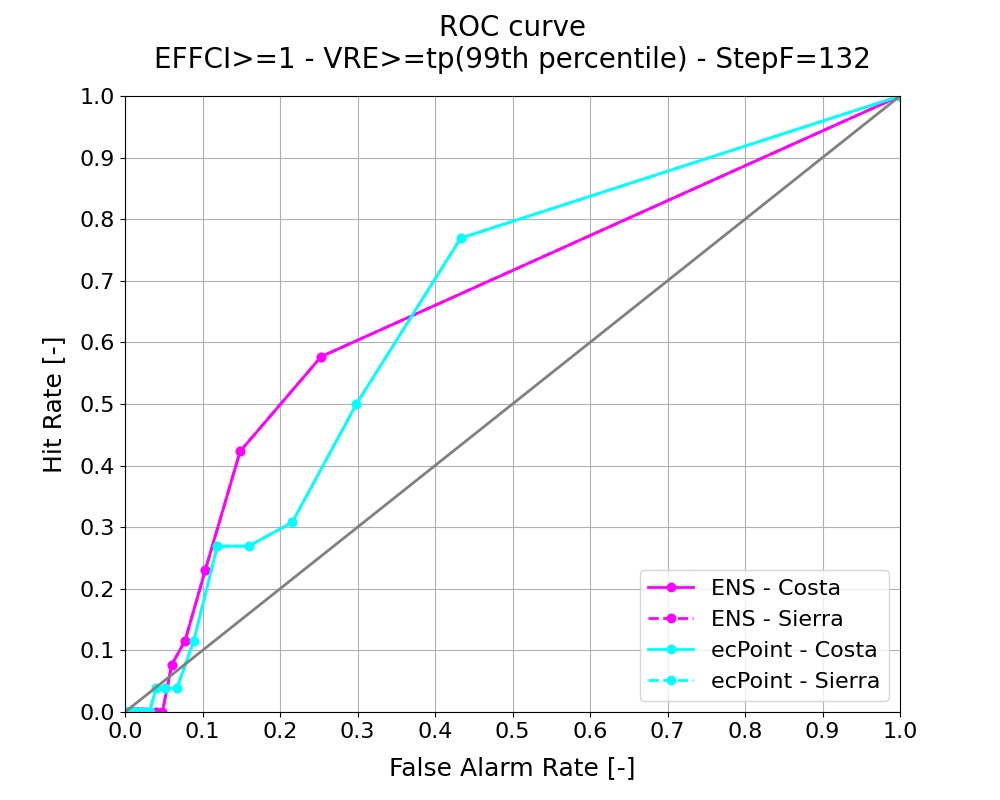 ROC curve
EFFCI>=1 - VRE>=tp(99th percentile) - StepF=132
1.0
0.9
0.8
0.7
0.6
0.5
0.4
0.3
0.2
0.1
0.0
Hit Rate [-]
0.0 0.1 0.2 0.3 0.4 0.5 0.6 0.7 0.8 0.9 1.0
False Alarm Rate [-]
ENS - Costa
ENS - Sierra
ecPoint - Costa
ecPoint - Sierra